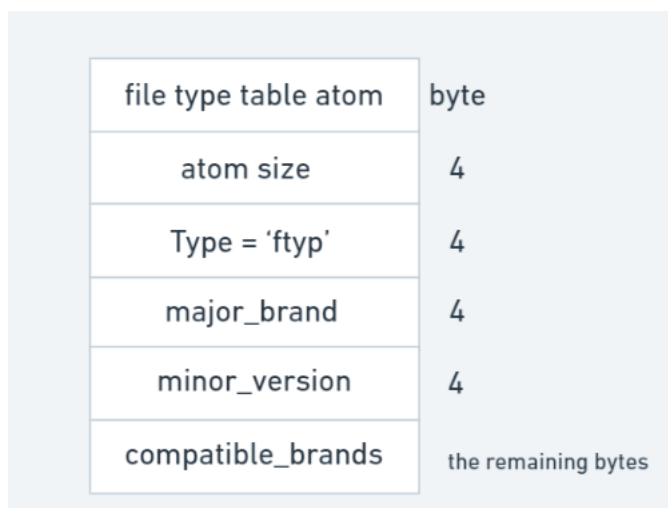 file type table atom byte
atom size 4
Type = ‘ftyp’ 4
major_brand 4
minor_version 4
compatible_brands the remaining bytes